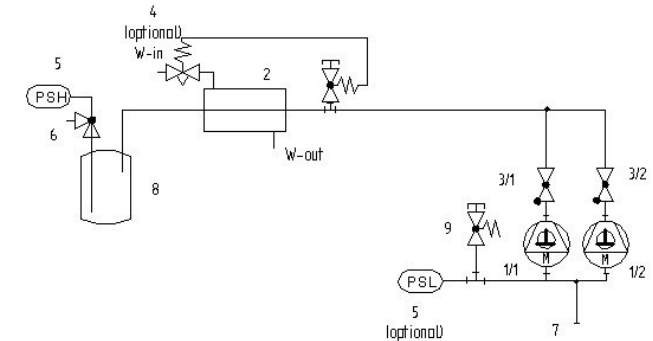 4
(optional)
W-in
5
2
PSH
6
W-out
8
3/1
3/2
9
M
M
1/1
1/2
PSL
5
(optional)
7